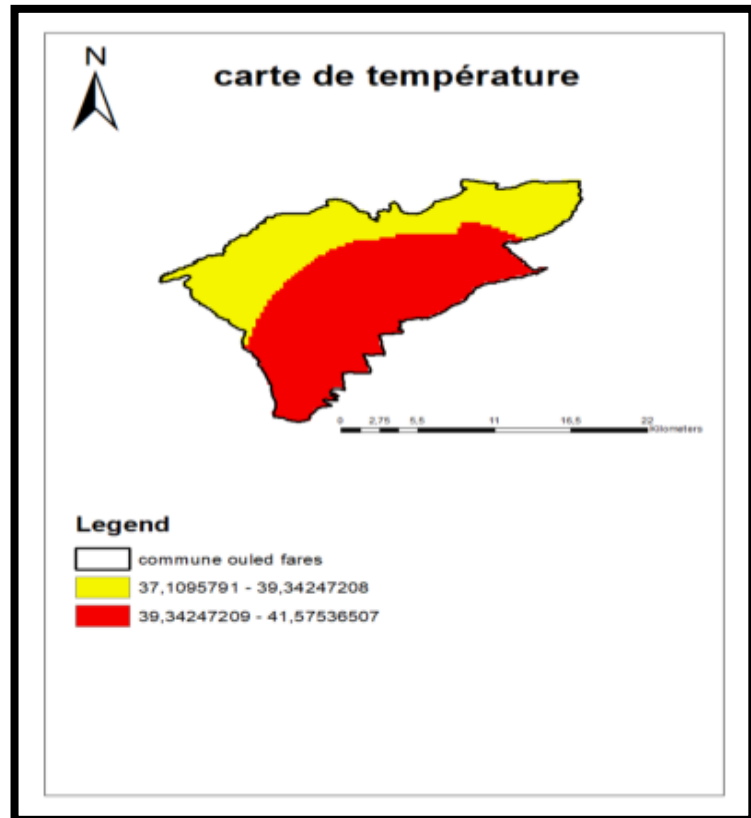 N
carte de température
0 2,75 5,5 11 16,5 22
Kilometers
Legend
commune ouled fares
37,1095791 - 39,34247208
39,34247209 - 41,57536507